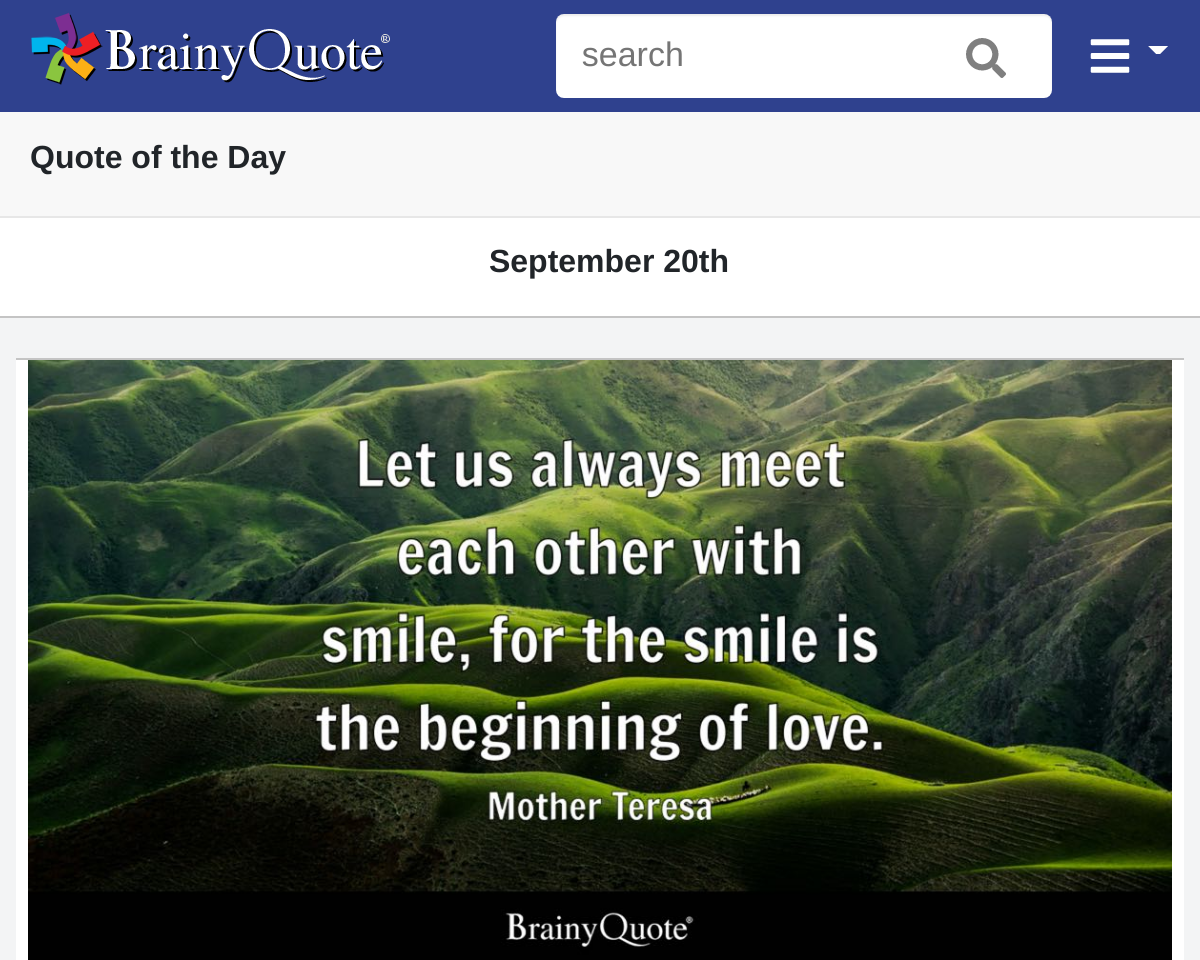 BrainyQuote®
search
Quote of the Day
September 20th
Let us always meet
each other with
smile, for the smile is
the beginning of love.
Mother Teresa
BrainyQuote®